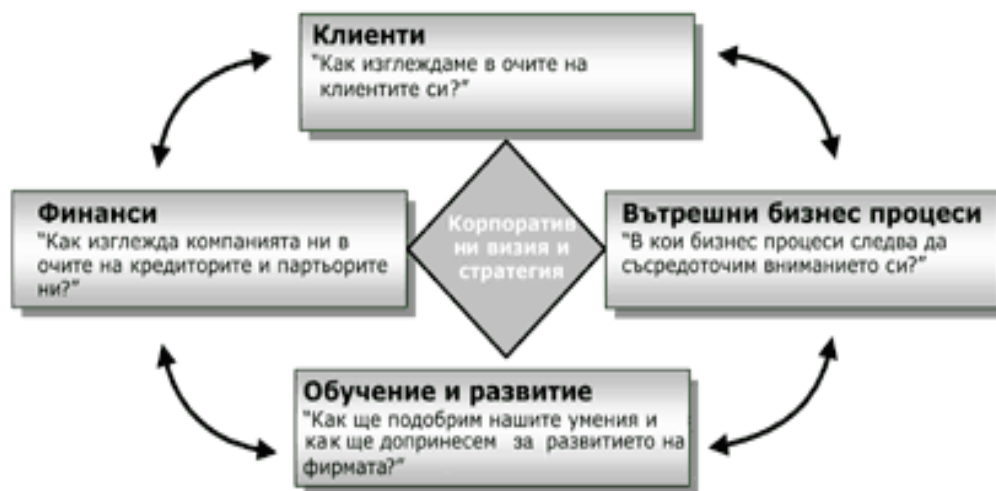 Клиенти
"Как изглеждаме в очите на
клиентите си?"
Финанси
"Как изглежда компанията ни в
очите на кредиторите и партьорите
ни?"
Корпоратив
ни визия и
стратегия
Вътрешни бизнес процеси
"В кои бизнес процеси следва да
съсредоточим вниманието си?"
Обучение и развитие
"Как ще подобрим нашите умения и
как ще допринесем за развитието на
фирмата?"